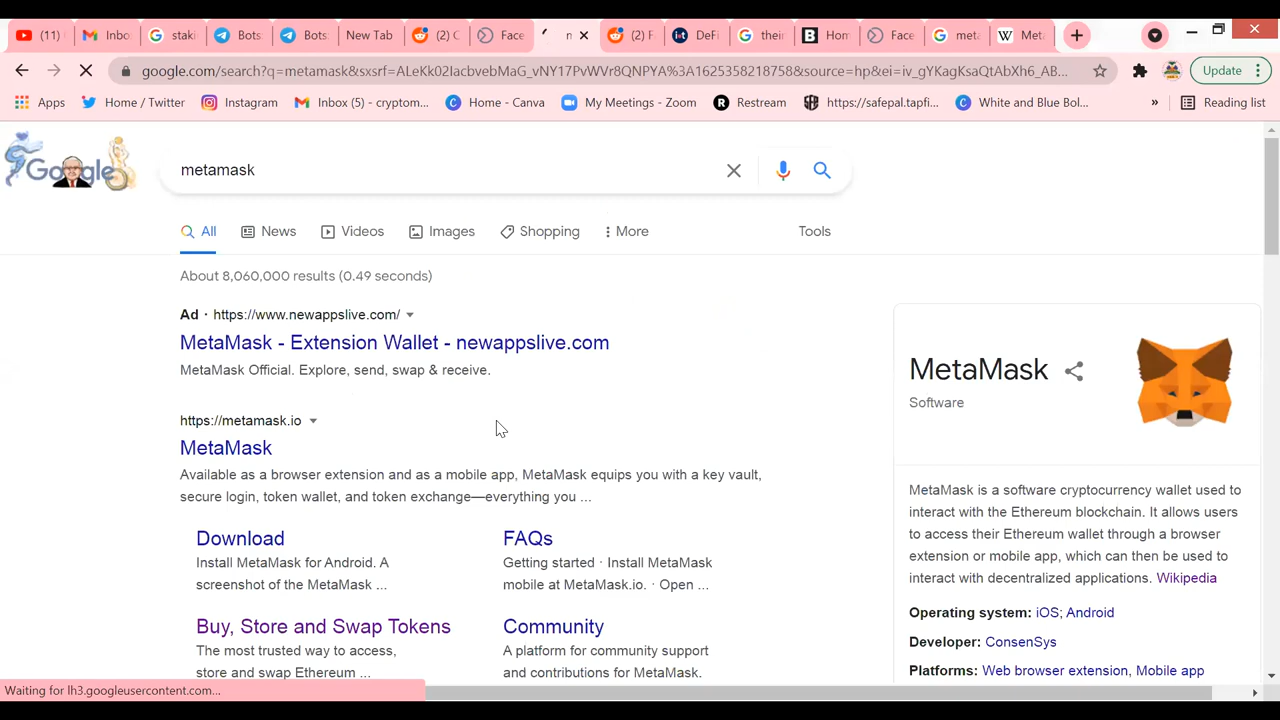 (11)
Inbo
staki
Bots
Bots:
New Tab
(2) C
Fac
n
(2) F
DeFi
their
Hom
Face
meta
Met
google.com/search?q=metamask&sxsrf=ALeKk02IaeivebMaG_wNY17PwVWr8QNPYA%3A1625338218758&source=hp&ei=iv_gYKagKsaQtAbXh6_AB...
Update
Apps
Home / Twitter
Instagram
Inbox (5) - cryptom...
Home - Canva
My Meetings - Zoom
Restream
https://safepal.tapfi...
White and Blue Bol...
»
Reading list
Google
metamask
All
News
Videos
Images
Shopping
More
Tools
About 8,060,000 results (0.49 seconds)
Ad · https://www.newappslive.com/
MetaMask - Extension Wallet - newappslive.com
MetaMask Official. Explore, send, swap & receive.
https://metamask.io
MetaMask
Available as a browser extension and as a mobile app, MetaMask equips you with a key vault,
secure login, token wallet, and token exchange—everything you ...
Download
Install MetaMask for Android. A
screenshot of the MetaMask ...
FAQs
Getting started · Install MetaMask
mobile at MetaMask.io. · Open ...
Buy, Store and Swap Tokens
The most trusted way to access,
store and swap Ethereum ...
Community
A platform for community support
and contributions for MetaMask.
MetaMask
Software
MetaMask is a software cryptocurrency wallet used to
interact with the Ethereum blockchain. It allows users
to access their Ethereum wallet through a browser
extension or mobile app, which can then be used to
interact with decentralized applications. Wikipedia
Operating system: iOS; Android
Developer: ConsenSys
Platforms: Web browser extension, Mobile app
Waiting for lh3.googleusercontent.com...